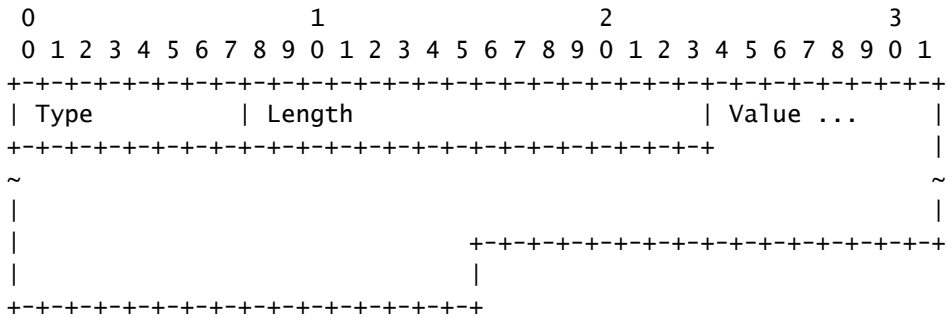 0                   1                   2                   3
 0 1 2 3 4 5 6 7 8 9 0 1 2 3 4 5 6 7 8 9 0 1 2 3 4 5 6 7 8 9 0 1
+-+-+-+-+-+-+-+-+-+-+-+-+-+-+-+-+-+-+-+-+-+-+-+-+-+-+-+-+-+-+-+-+
| Type          | Length                        | Value ...     |
+-+-+-+-+-+-+-+-+-+-+-+-+-+-+-+-+-+-+-+-+-+-+-+-+               |
~                                                               ~
|                                                               |
|                               +-+-+-+-+-+-+-+-+-+-+-+-+-+-+-+-+
|                               |
+-+-+-+-+-+-+-+-+-+-+-+-+-+-+-+-+